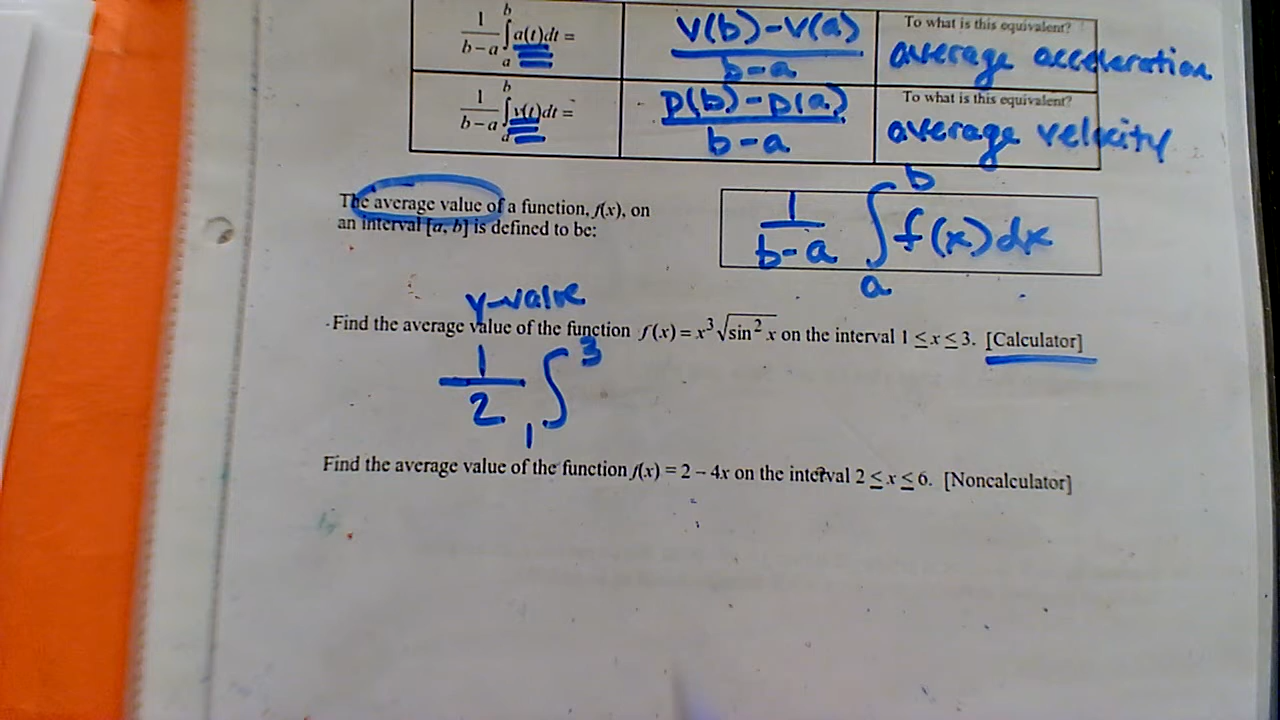 1/(b−a) ∫ₐᵇ a(t)dt =
v(b)-v(a)
b-a
To what is this equivalent?
average acceleration
1/(b−a) ∫ₐᵇ v(t)dt =
p(b)-p(a)
b-a
To what is this equivalent?
average velocity
The average value of a function, f(x), on
an interval [a, b] is defined to be:
1/(b-a) ∫ₐᵇ f(x)dx
y-value
Find the average value of the function f(x) = x³√(sin² x) on the interval 1 ≤ x ≤ 3. [Calculator]
1/2 ∫₁³
Find the average value of the function f(x) = 2 – 4x on the interval 2 ≤ x ≤ 6. [Noncalculator]